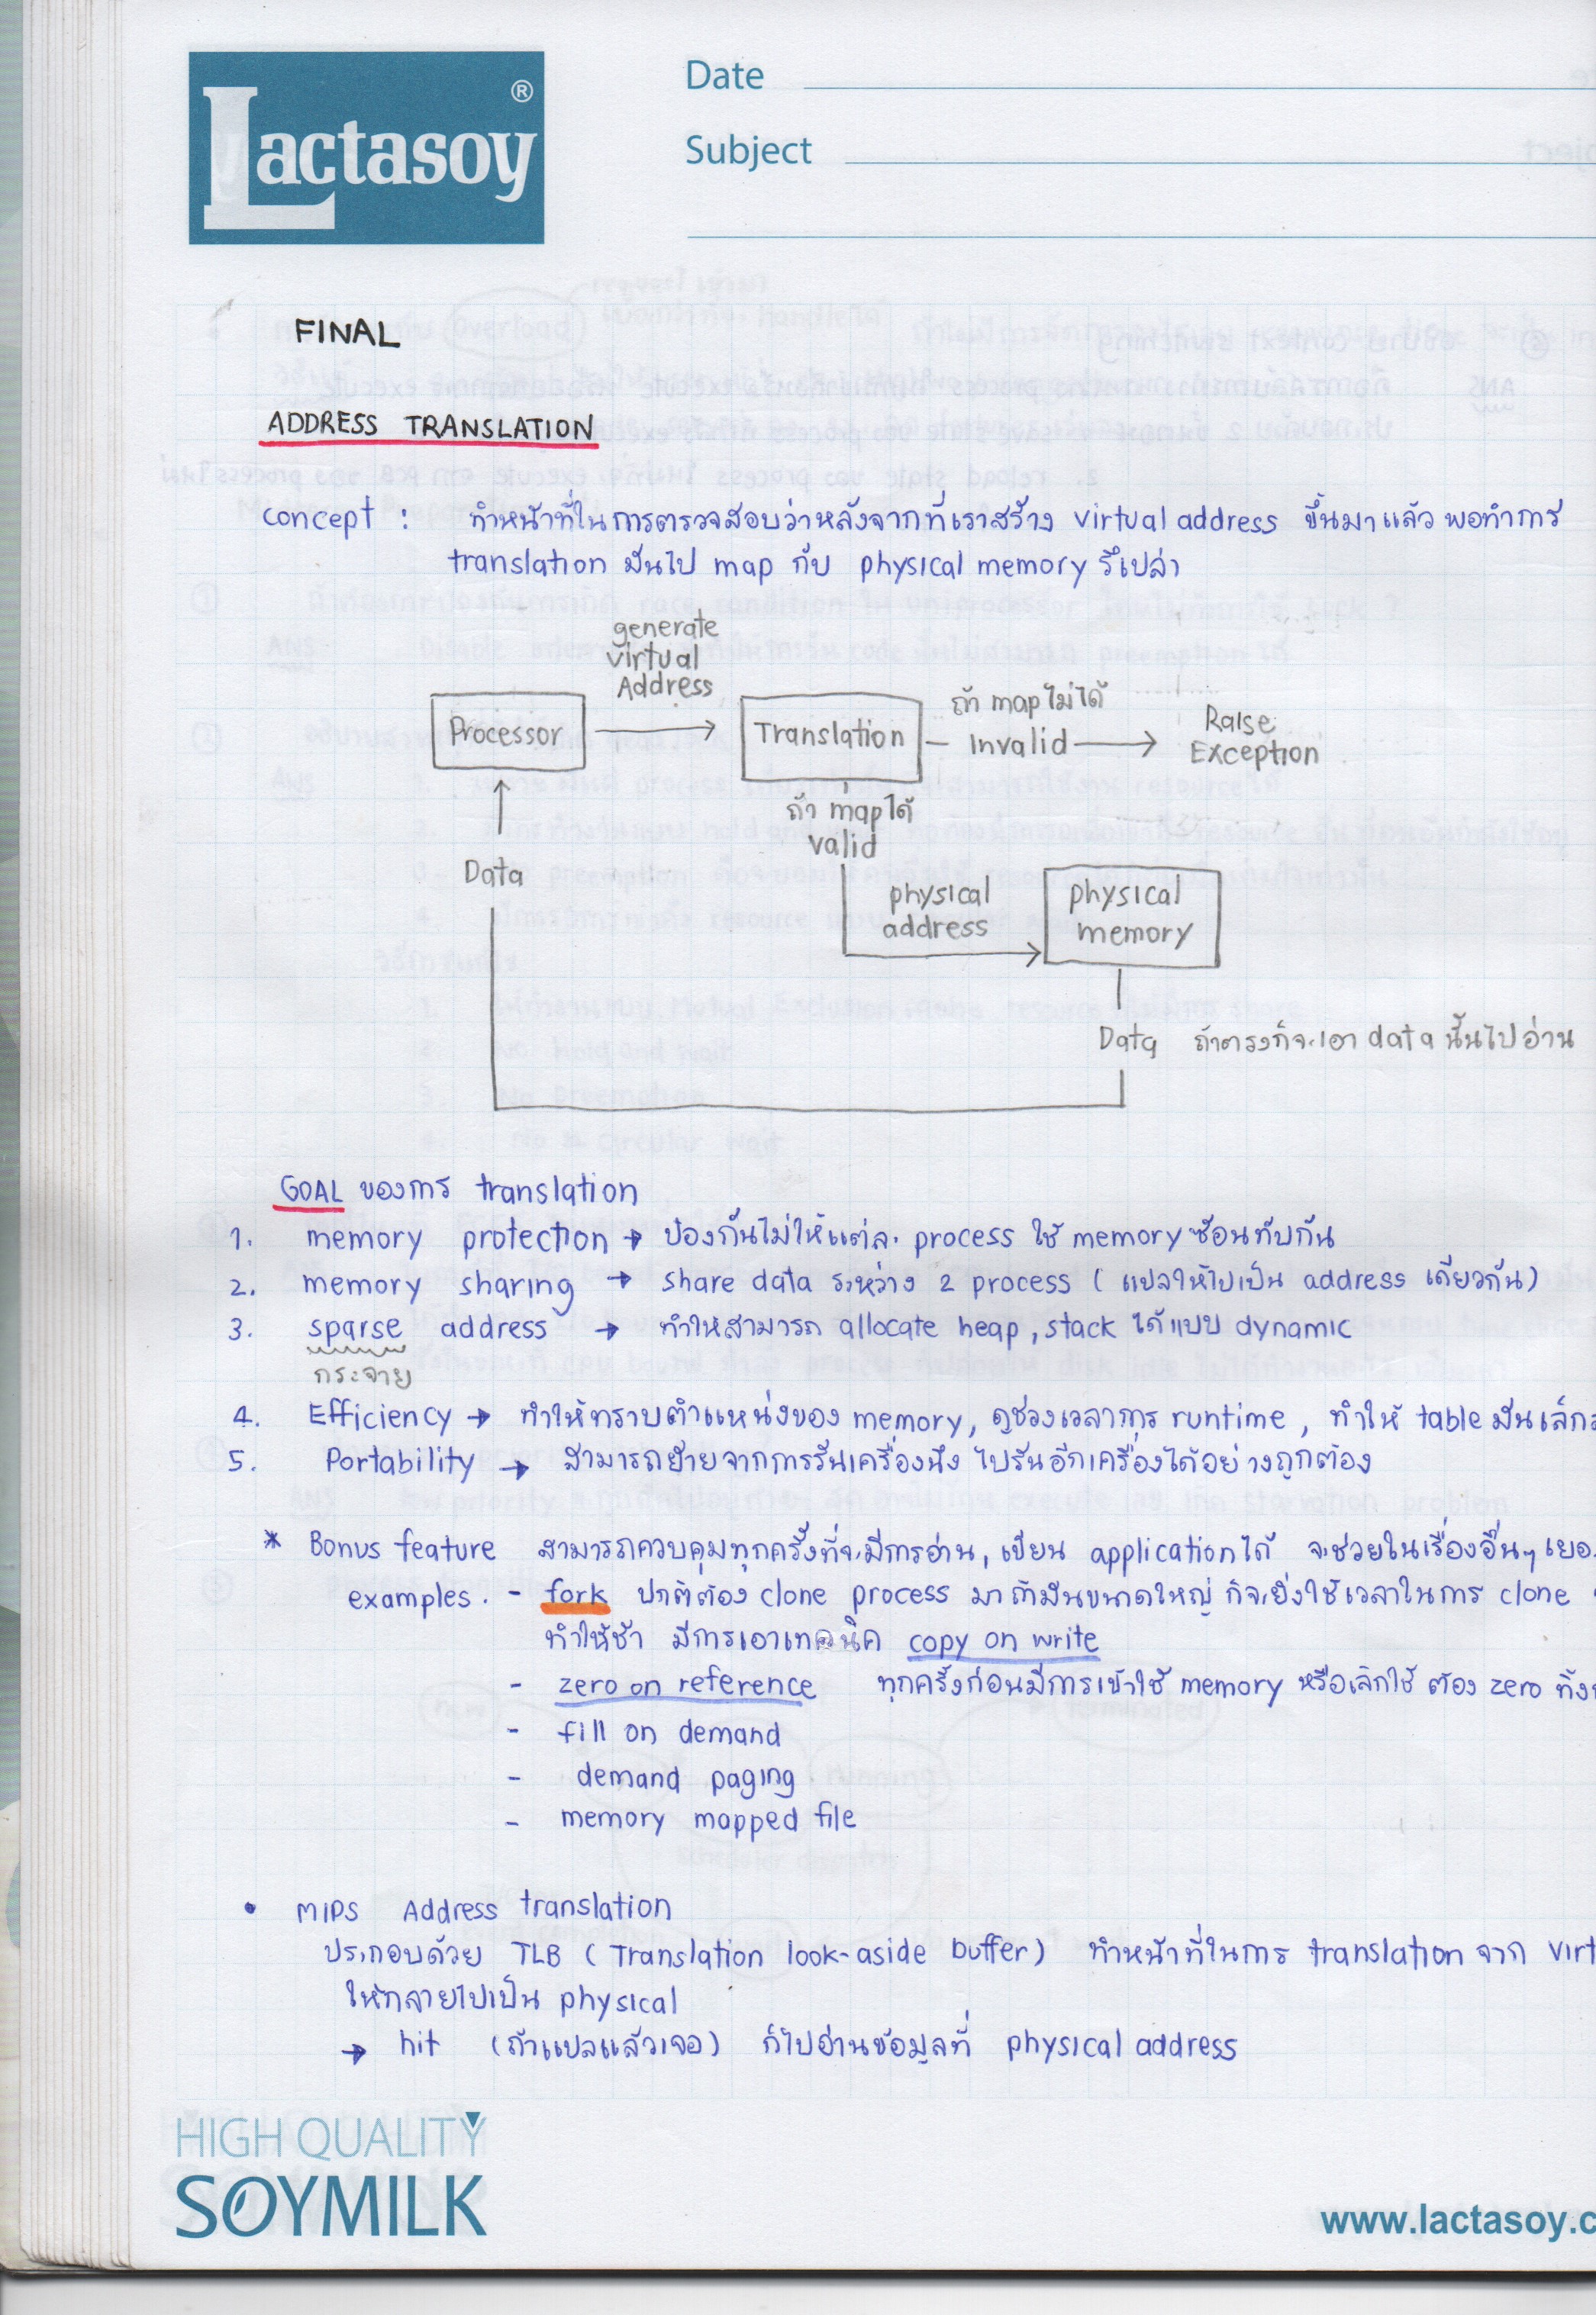 Lactasoy ®
Date
Subject
FINAL
ADDRESS TRANSLATION
concept : ทำหน้าที่ในการตรวจสอบว่าหลังจากที่เราสร้าง virtual address ขึ้นมาแล้ว พอทำการ
translation มันไป map กับ physical memory รึเปล่า
generate
virtual
Address
Processor
Translation
ถ้า map ไม่ได้
Invalid
Raise
Exception
ถ้า map ได้
valid
Data
physical
address
physical
memory
Data ถ้าตรงก็จะเอา data นั้นไปอ่าน
GOAL ของการ translation
1. memory protection → ป้องกันไม่ให้แต่ละ process ใช้ memory ซ้อนทับกัน
2. memory sharing → share data ระหว่าง 2 process ( แปลให้ไปเป็น address เดียวกัน)
3. sparse address → ทำให้สามารถ allocate heap, stack ได้แบบ dynamic
กระจาย
4. Efficiency → ทำให้ทราบตำแหน่งของ memory, ดูช่วงเวลาการ runtime, ทำให้ table มันเล็ก
5. Portability → สามารถย้ายจากการรันเครื่องนึง ไปรันอีกเครื่องได้อย่างถูกต้อง
* Bonus feature สามารถควบคุมทุกครั้งที่จะมีการอ่าน, เขียน application ได้ จะช่วยในเรื่องอื่นๆ
examples. - fork ปกติต้อง clone process มา ถ้ามันขนาดใหญ่ ก็จะยิ่งใช้เวลาในการ clone
ทำให้ช้า มีการเอาเทคนิค copy on write
- zero on reference ทุกครั้งก่อนมีการเข้าใช้ memory หรือเลิกใช้ ต้อง zero
- fill on demand
- demand paging
- memory mapped file
• MIPS Address translation
ประกอบด้วย TLB ( Translation look-aside buffer) ทำหน้าที่ในการ translation จาก
ให้กลายไปเป็น physical
→ hit (ถ้าแปลแล้วเจอ) ก็ไปอ่านข้อมูลที่ physical address
HIGH QUALITY
SOYMILK
www.lactasoy.c